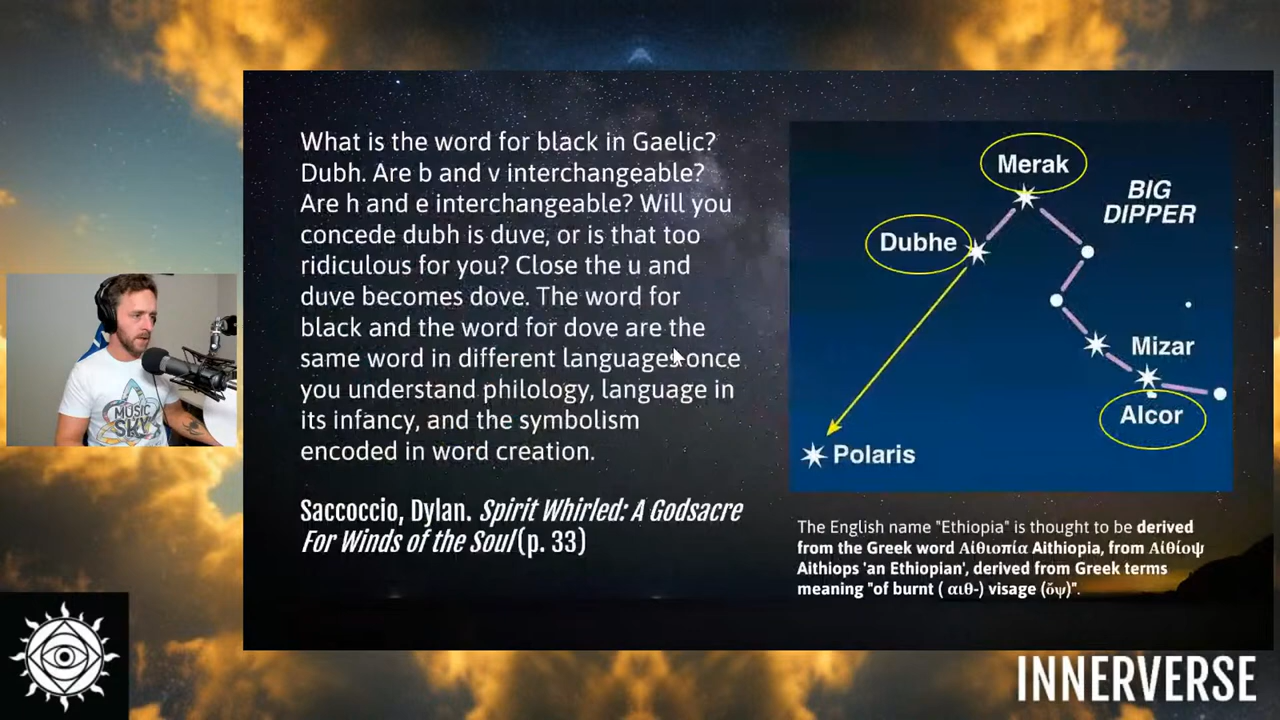 What is the word for black in Gaelic?
Dubh. Are b and v interchangeable?
Are h and e interchangeable? Will you
concede dubh is duve, or is that too
ridiculous for you? Close the u and
duve becomes dove. The word for
black and the word for dove are the
same word in different languages once
you understand philology, language in
its infancy, and the symbolism
encoded in word creation.
Saccoccio, Dylan. Spirit Whirled: A Godsacre
For Winds of the Soul (p. 33)
Merak
BIG
DIPPER
Dubhe
Mizar
Alcor
Polaris
The English name "Ethiopia" is thought to be derived
from the Greek word Αἰθιοπία Aithiopia, from Αἰθίοψ
Aithiops 'an Ethiopian', derived from Greek terms
meaning "of burnt ( αιθ-) visage (ὄψ)".
MUSIC
SKY
INNERVERSE